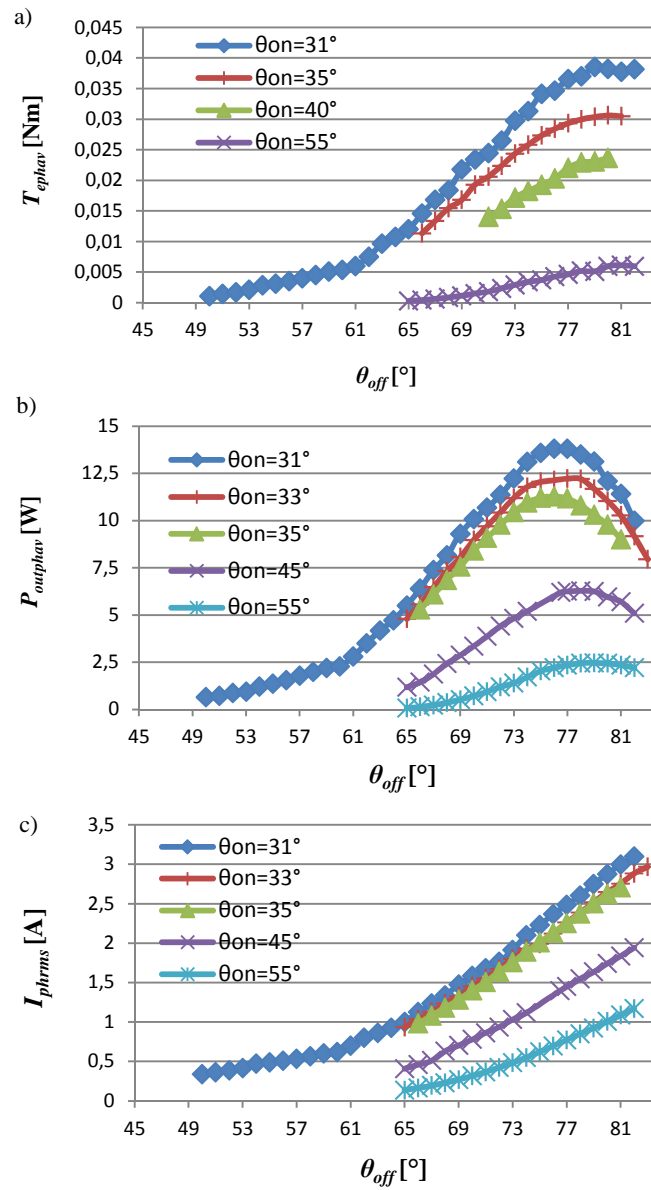 a)
T_ephav [Nm]
0,045
0,04
0,035
0,03
0,025
0,02
0,015
0,01
0,005
0
θon=31°
θon=35°
θon=40°
θon=55°
45 49 53 57 61 65 69 73 77 81
θ_off [°]
b)
P_outphav [W]
15
12,5
10
7,5
5
2,5
0
θon=31°
θon=33°
θon=35°
θon=45°
θon=55°
45 49 53 57 61 65 69 73 77 81
θ_off [°]
c)
I_phrms [A]
3,5
3
2,5
2
1,5
1
0,5
0
θon=31°
θon=33°
θon=35°
θon=45°
θon=55°
45 49 53 57 61 65 69 73 77 81
θ_off [°]